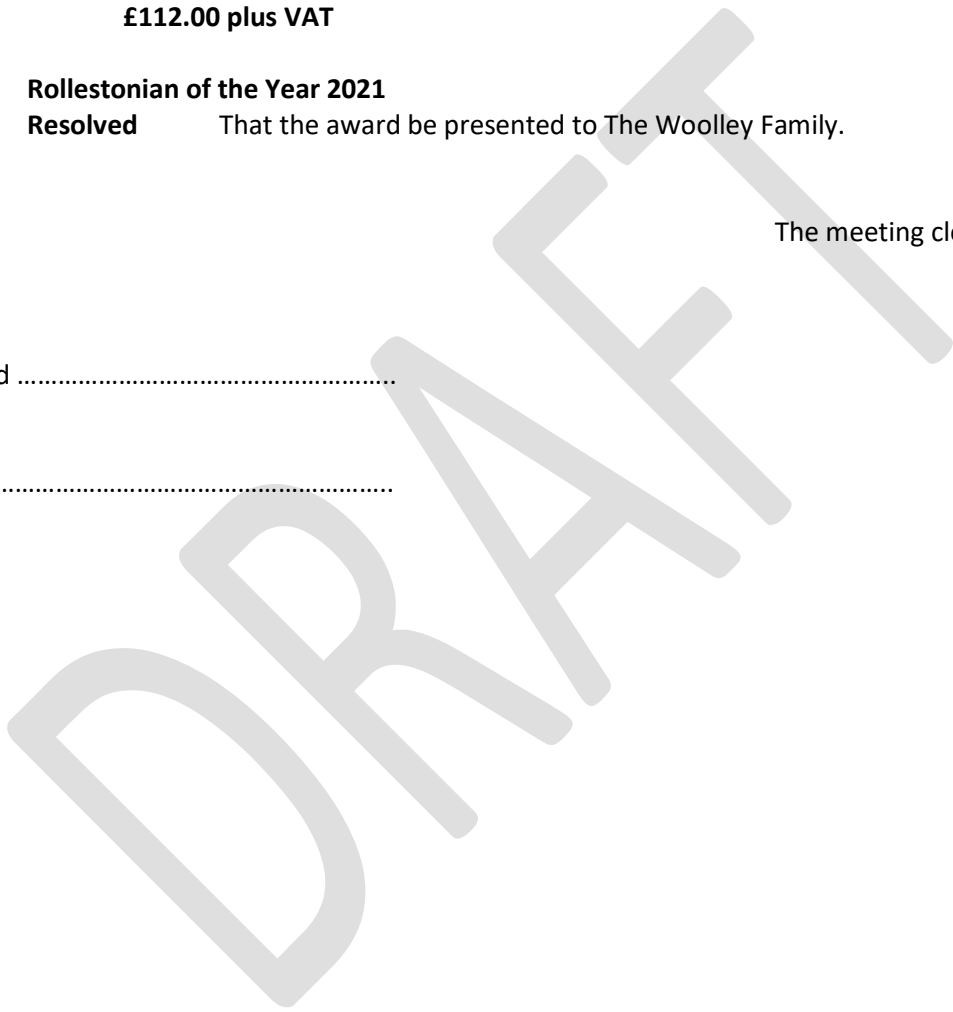 £112.00 plus VAT
Rollestonian of the Year 2021
Resolved That the award be presented to The Woolley Family.
The meeting cl
d ……………………………………………..
……………………………………………..
DRAFT